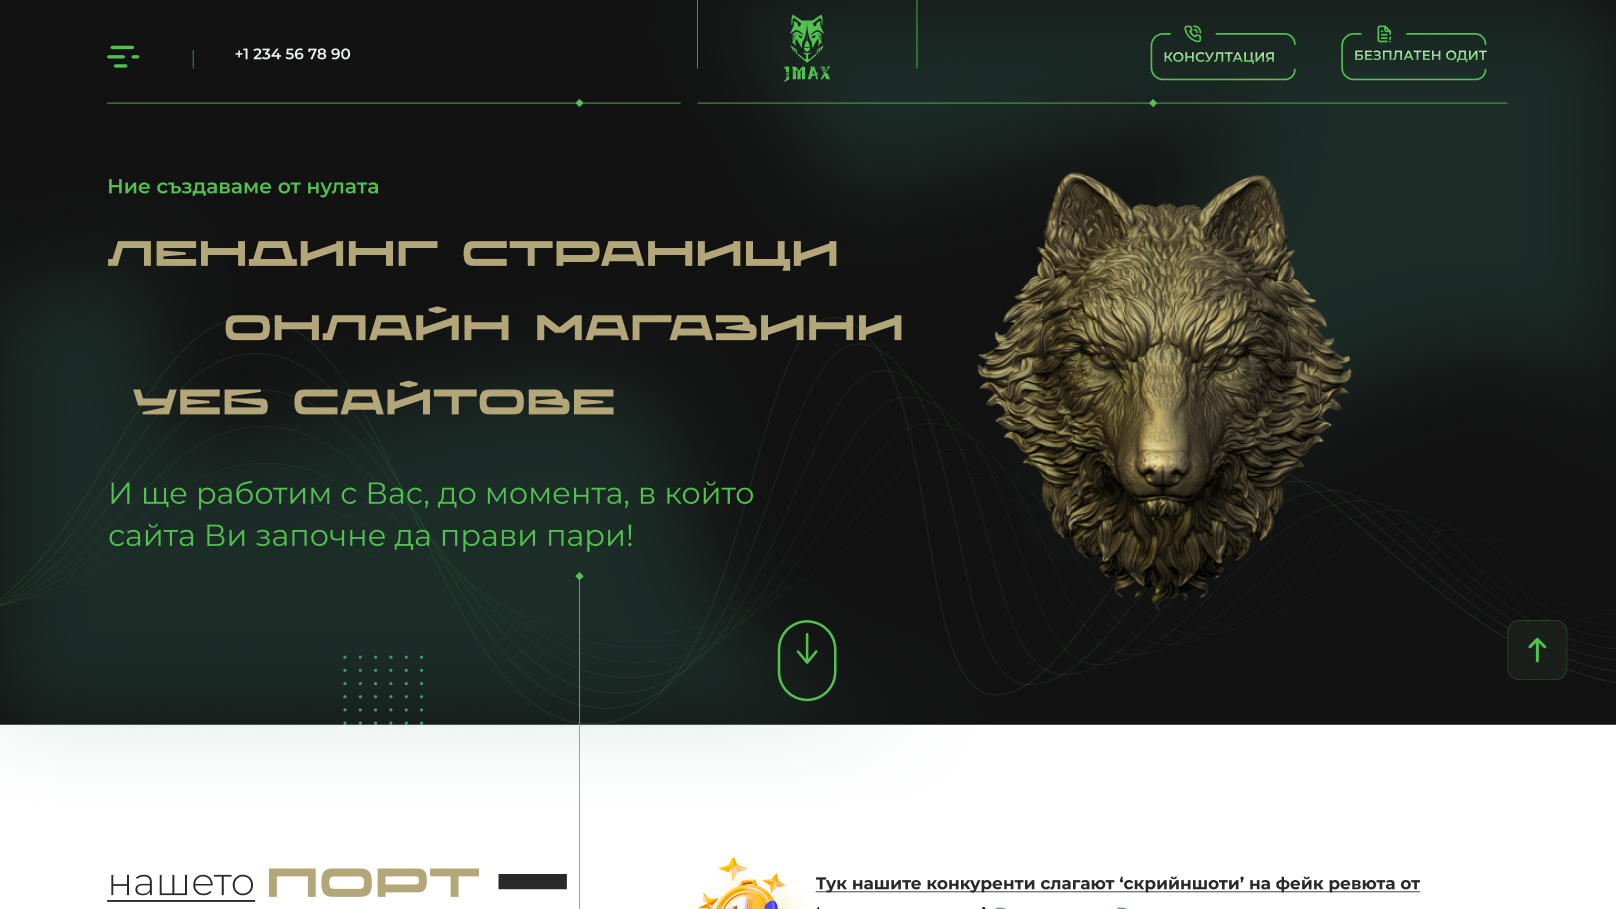 +1 234 56 78 90
JMAX
КОНСУЛТАЦИЯ
БЕЗПЛАТЕН ОДИТ
Ние създаваме от нулата
ЛЕНДИНГ СТРАНИЦИ
ОНЛАЙН МАГАЗИНИ
УЕБ САЙТОВЕ
И ще работим с Вас, до момента, в който
сайта Ви започне да прави пари!
нашето ПОРТ
Тук нашите конкуренти слагают ‘скрийншоти’ на фейк ревюта от